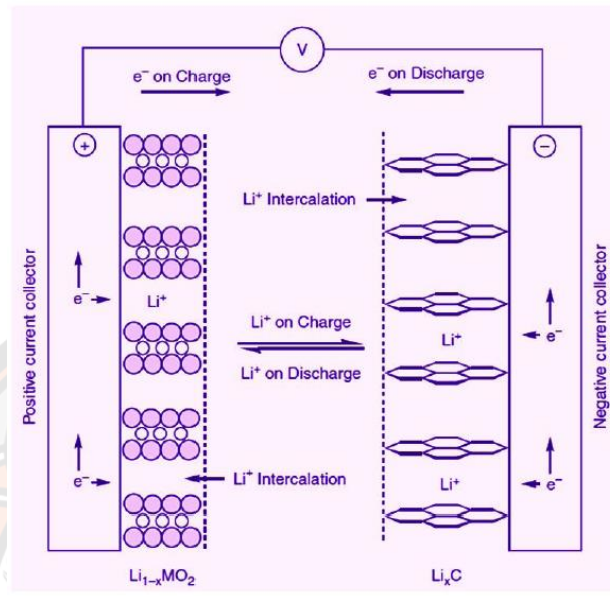 V
e⁻ on Charge
e⁻ on Discharge
+
−
Li⁺ Intercalation
Positive current collector
Negative current collector
e⁻
Li⁺
Li⁺ on Charge
Li⁺ on Discharge
Li⁺
e⁻
e⁻
Li⁺ Intercalation
Li⁺
e⁻
Li₁₋ₓMO₂
LiₓC